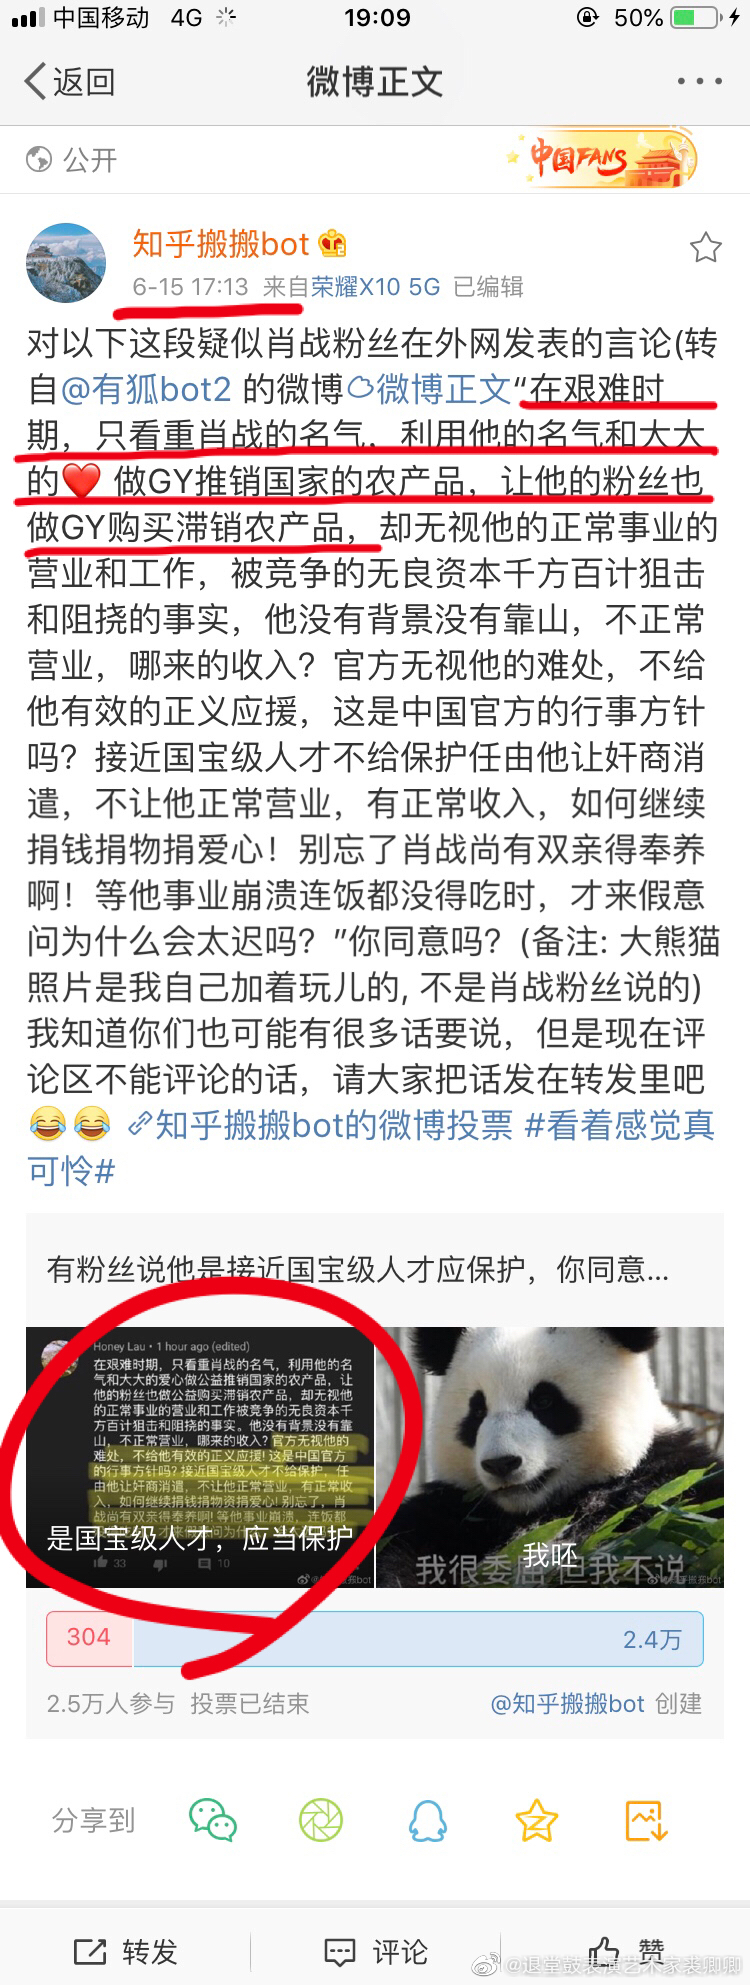 中国移动 4G 19:09 50%
返回 微博正文 ...
公开 中国FANS
知乎搬搬bot
6-15 17:13 来自荣耀X10 5G 已编辑
对以下这段疑似肖战粉丝在外网发表的言论(转
自@有狐bot2 的微博微博正文“在艰难时
期，只看重肖战的名气，利用他的名气和大大
的❤️ 做GY推销国家的农产品，让他的粉丝也
做GY购买滞销农产品，却无视他的正常事业的
营业和工作，被竞争的无良资本千方百计狙击
和阻挠的事实，他没有背景没有靠山，不正常
营业，哪来的收入？官方无视他的难处，不给
他有效的正义应援，这是中国官方的行事方针
吗？接近国宝级人才不给保护任由他让奸商消
遣，不让他正常营业，有正常收入，如何继续
捐钱捐物捐爱心！别忘了肖战尚有双亲得奉养
啊！等他事业崩溃连饭都没得吃时，才来假意
问为什么会太迟吗？”你同意吗？(备注: 大熊猫
照片是我自己加着玩儿的, 不是肖战粉丝说的)
我知道你们也可能有很多话要说，但是现在评
论区不能评论的话，请大家把话发在转发里吧
😂😂 知乎搬搬bot的微博投票 #看着感觉真
可怜#
有粉丝说他是接近国宝级人才应保护，你同意...
Honey Lau • 1 hour ago (edited)
在艰难时期，只看重肖战的名气，利用他的名
气和大大的爱心做公益推销国家的农产品，让
他的粉丝也做公益购买滞销农产品，却无视他
的正常事业的营业和工作被竞争的无良资本千
方百计狙击和阻挠的事实。他没有背景没有靠
山，不正常营业，哪来的收入？官方无视他的
难处，不给他有效的正义应援！这是中国官方
的行事方针吗？接近国宝级人才不给保护，任
由他让奸商消遣，不让他正常营业，有正常收
入，如何继续捐钱捐物资捐爱心！别忘了，肖
战尚有双亲得奉养啊！等他事业崩溃，连饭都
是国宝级人才，应当保护
33 10
我呸
我很委屈 但我不说
304 2.4万
2.5万人参与 投票已结束 @知乎搬搬bot 创建
分享到
转发 评论 赞
@退堂鼓表演艺术家裘卿卿